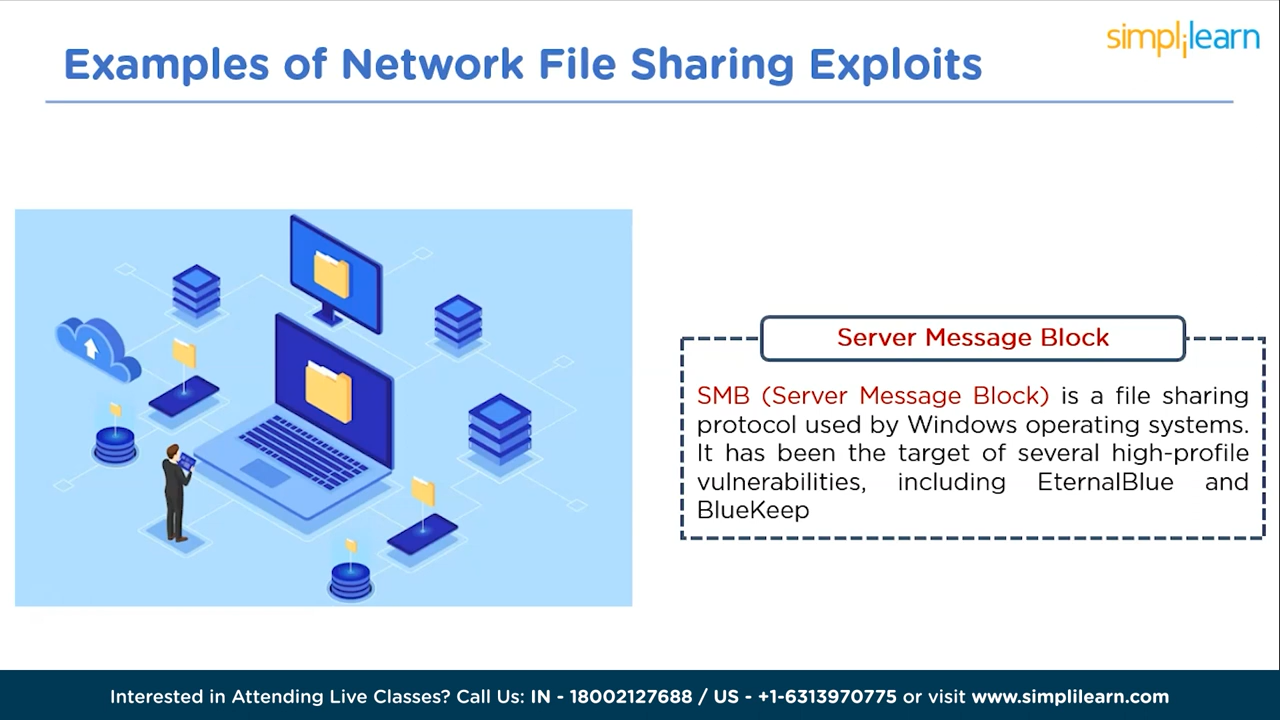 simplilearn
Examples of Network File Sharing Exploits
Server Message Block
SMB (Server Message Block) is a file sharing
protocol used by Windows operating systems.
It has been the target of several high-profile
vulnerabilities, including EternalBlue and
BlueKeep
Interested in Attending Live Classes? Call Us: IN - 18002127688 / US - +1-6313970775 or visit www.simplilearn.com